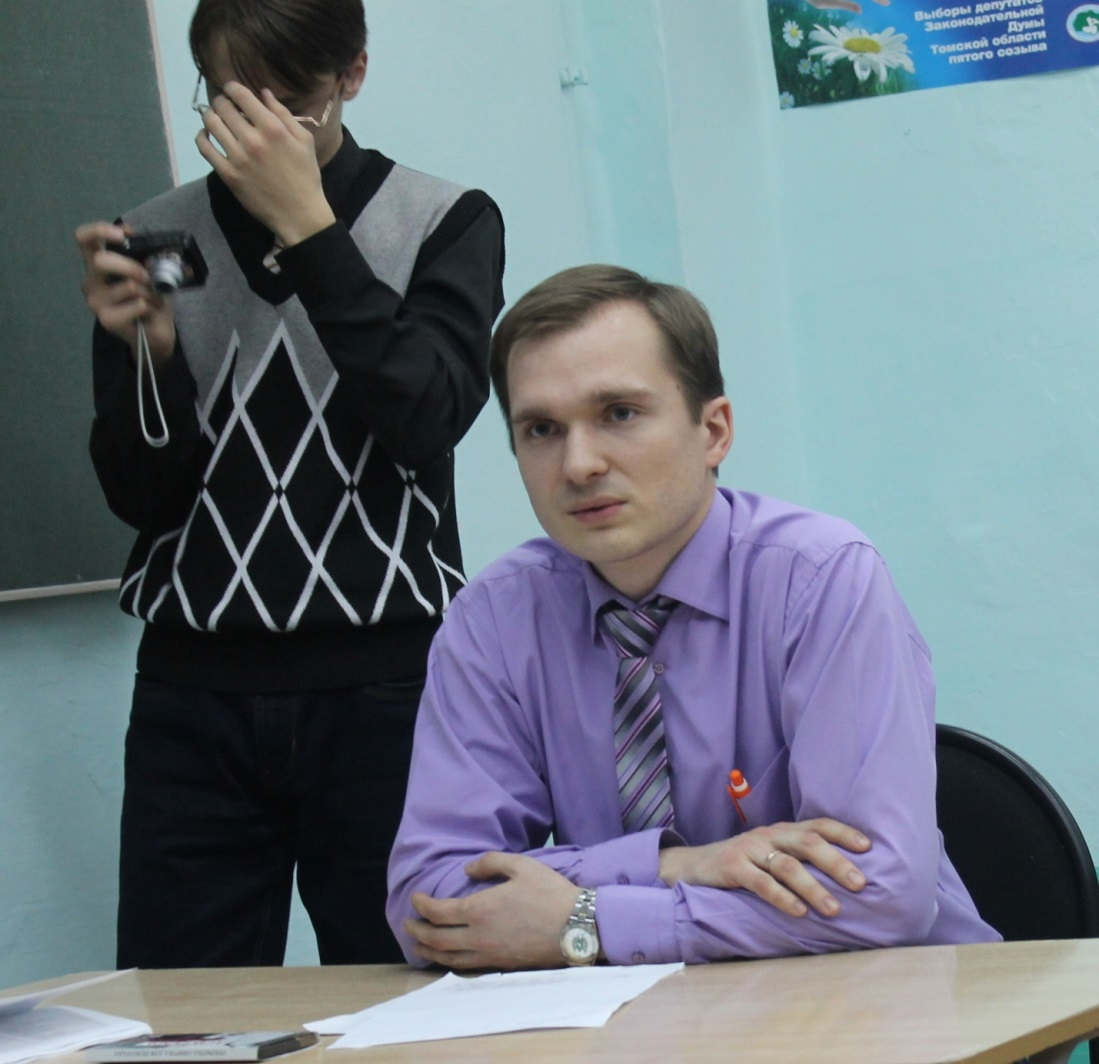 Выборы депутатов
Законодательной
Думы
Томской области
пятого созыва